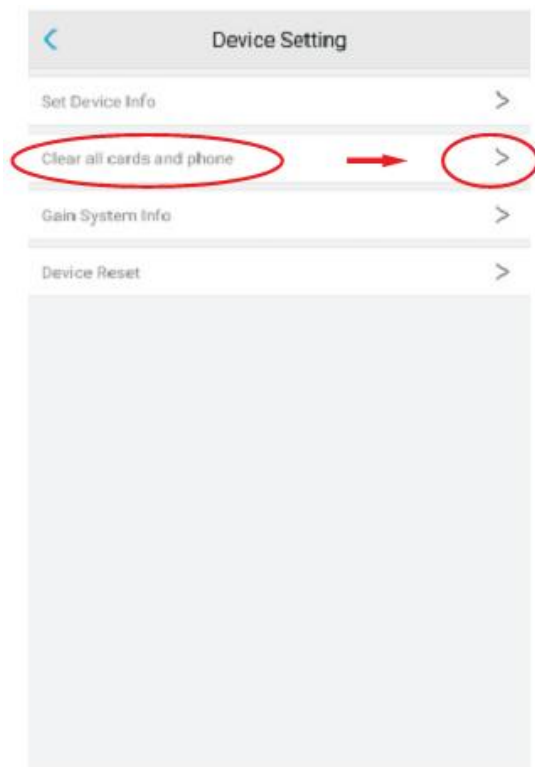 Device Setting
Set Device Info
Clear all cards and phone
Gain System Info
Device Reset